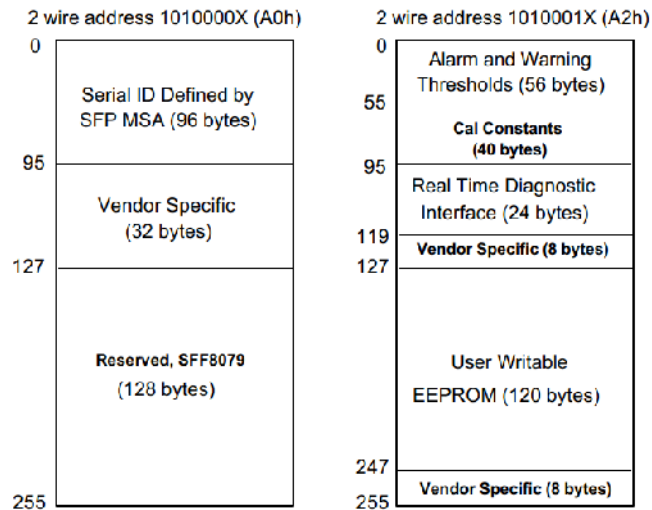 2 wire address 1010000X (A0h)
0
Serial ID Defined by
SFP MSA (96 bytes)
95
Vendor Specific
(32 bytes)
127
Reserved, SFF8079
(128 bytes)
255
2 wire address 1010001X (A2h)
0
Alarm and Warning
Thresholds (56 bytes)
55
Cal Constants
(40 bytes)
95
Real Time Diagnostic
Interface (24 bytes)
119
Vendor Specific (8 bytes)
127
User Writable
EEPROM (120 bytes)
247
Vendor Specific (8 bytes)
255